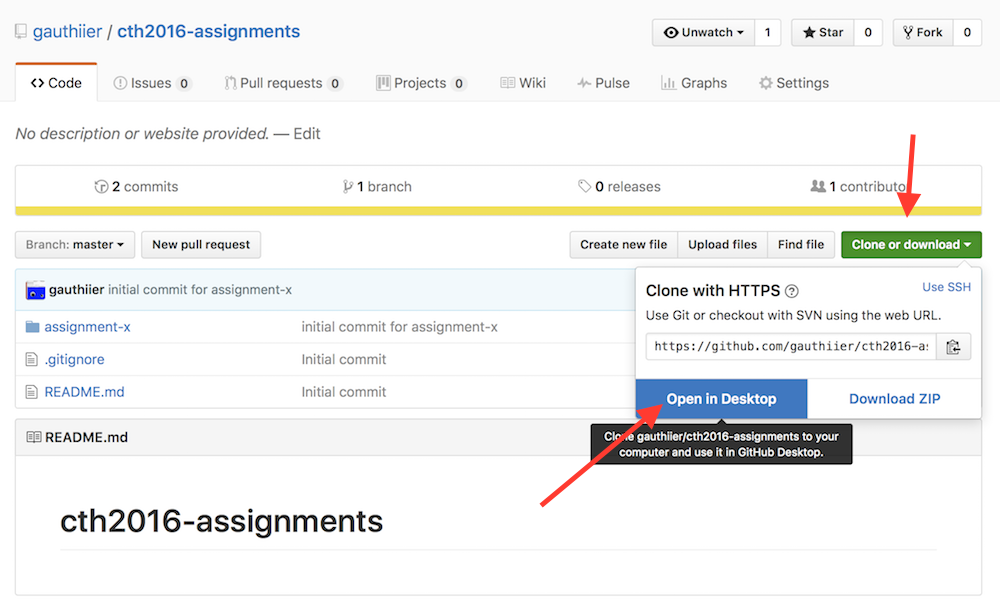 gauthiier / cth2016-assignments
Unwatch 1 Star 0 Fork 0
Code Issues 0 Pull requests 0 Projects 0 Wiki Pulse Graphs Settings
No description or website provided. — Edit
2 commits 1 branch 0 releases 1 contributo
Branch: master New pull request Create new file Upload files Find file Clone or download
gauthiier initial commit for assignment-x
assignment-x initial commit for assignment-x
.gitignore Initial commit
README.md Initial commit
Clone with HTTPS ? Use SSH
Use Git or checkout with SVN using the web URL.
https://github.com/gauthiier/cth2016-as
Open in Desktop Download ZIP
Clone gauthiier/cth2016-assignments to your
computer and use it in GitHub Desktop.
README.md
cth2016-assignments